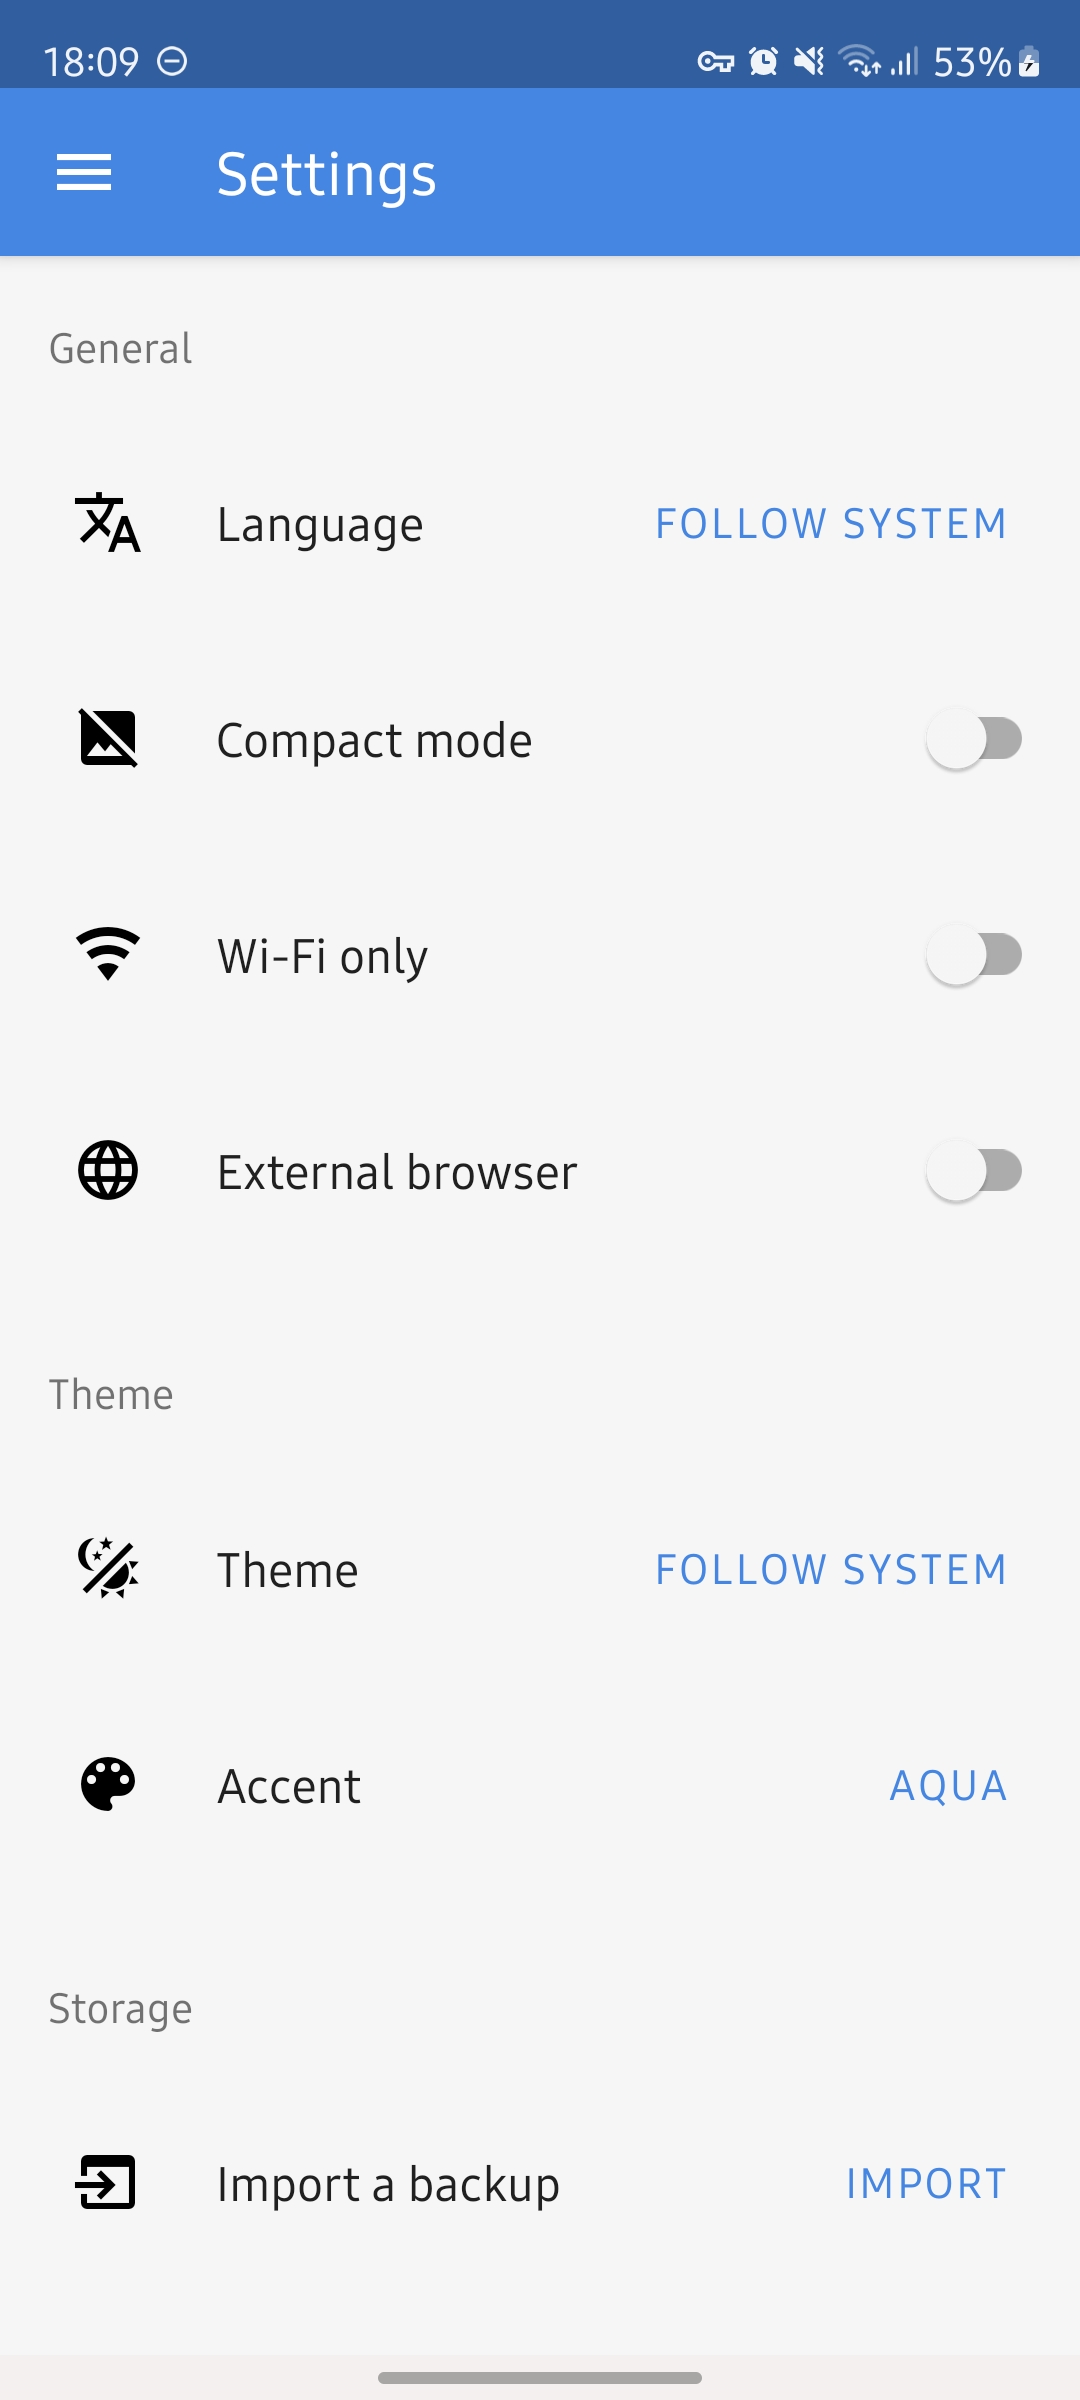 18:09 53%
Settings
General
Language FOLLOW SYSTEM
Compact mode
Wi-Fi only
External browser
Theme
Theme FOLLOW SYSTEM
Accent AQUA
Storage
Import a backup IMPORT